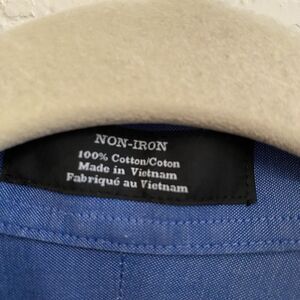 NON-IRON
100% Cotton/Coton
Made in Vietnam
Fabriqué au Vietnam